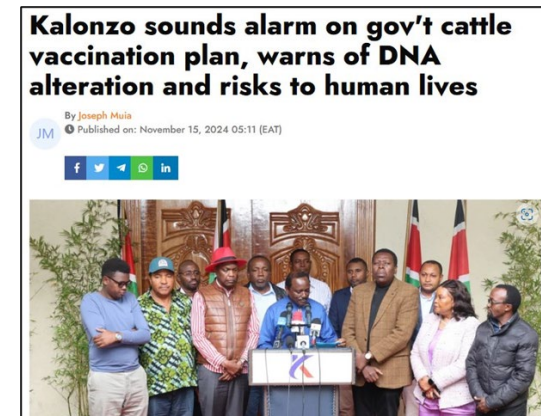 Kalonzo sounds alarm on gov't cattle
vaccination plan, warns of DNA
alteration and risks to human lives
JM
By Joseph Muia
Published on: November 15, 2024 05:11 (EAT)